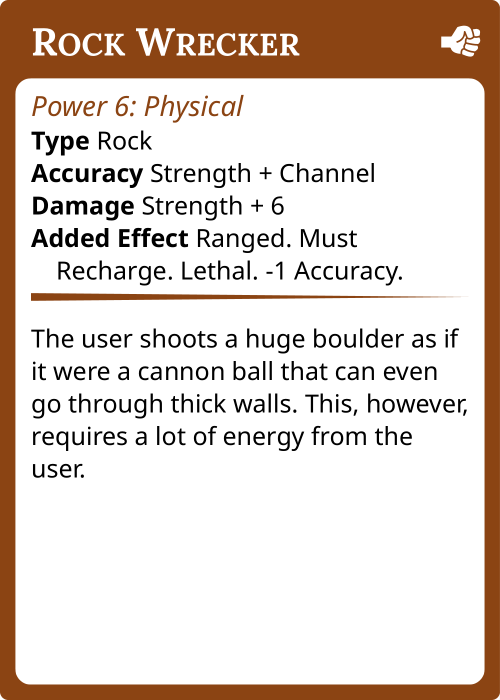 Rock Wrecker
Power 6: Physical
Type Rock
Accuracy Strength + Channel
Damage Strength + 6
Added Effect Ranged. Must
Recharge. Lethal. -1 Accuracy.
The user shoots a huge boulder as if
it were a cannon ball that can even
go through thick walls. This, however,
requires a lot of energy from the
user.